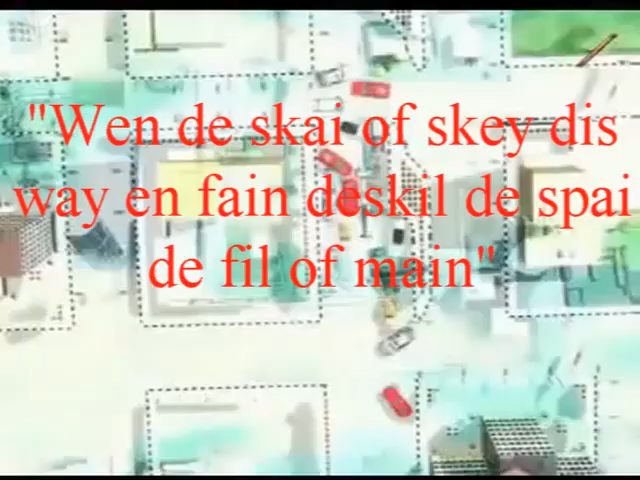 "Wen de skai of skey dis
way en fain deskil de spai
de fil of main"